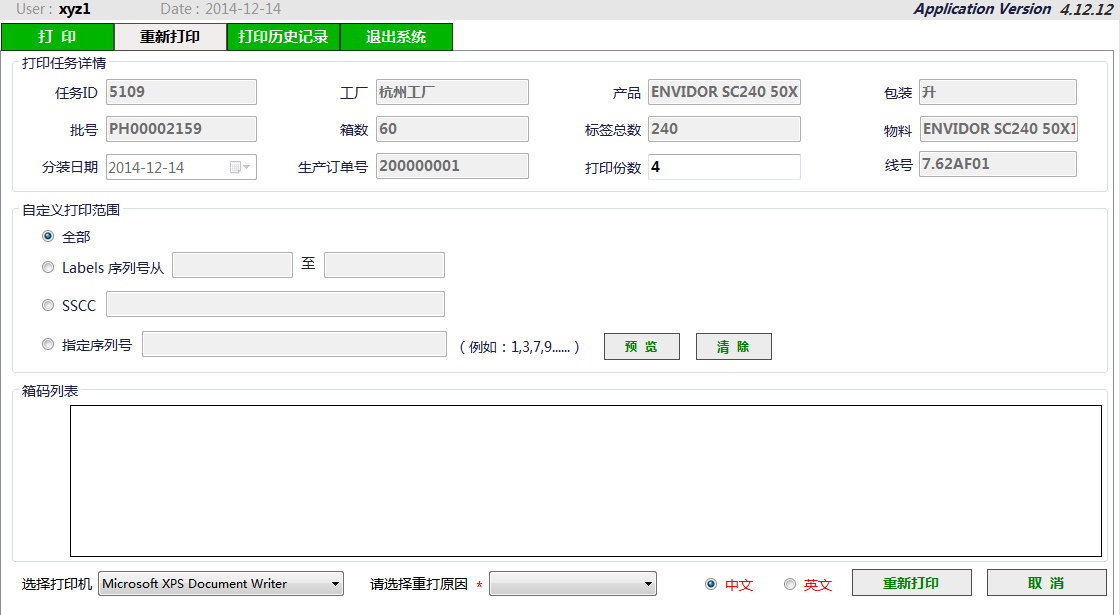 User : xyz1 Date : 2014-12-14 Application Version 4.12.12
打 印 重新打印 打印历史记录 退出系统
打印任务详情
任务ID 5109 工厂 杭州工厂 产品 ENVIDOR SC240 50X 包装 升
批号 PH00002159 箱数 60 标签总数 240 物料 ENVIDOR SC240 50X1
分装日期 2014-12-14 生产订单号 200000001 打印份数 4 线号 7.62AF01
自定义打印范围
全部
Labels 序列号从 至
SSCC
指定序列号 （例如：1,3,7,9......） 预 览 清 除
箱码列表
选择打印机 Microsoft XPS Document Writer 请选择重打原因 * 中文 英文 重新打印 取 消